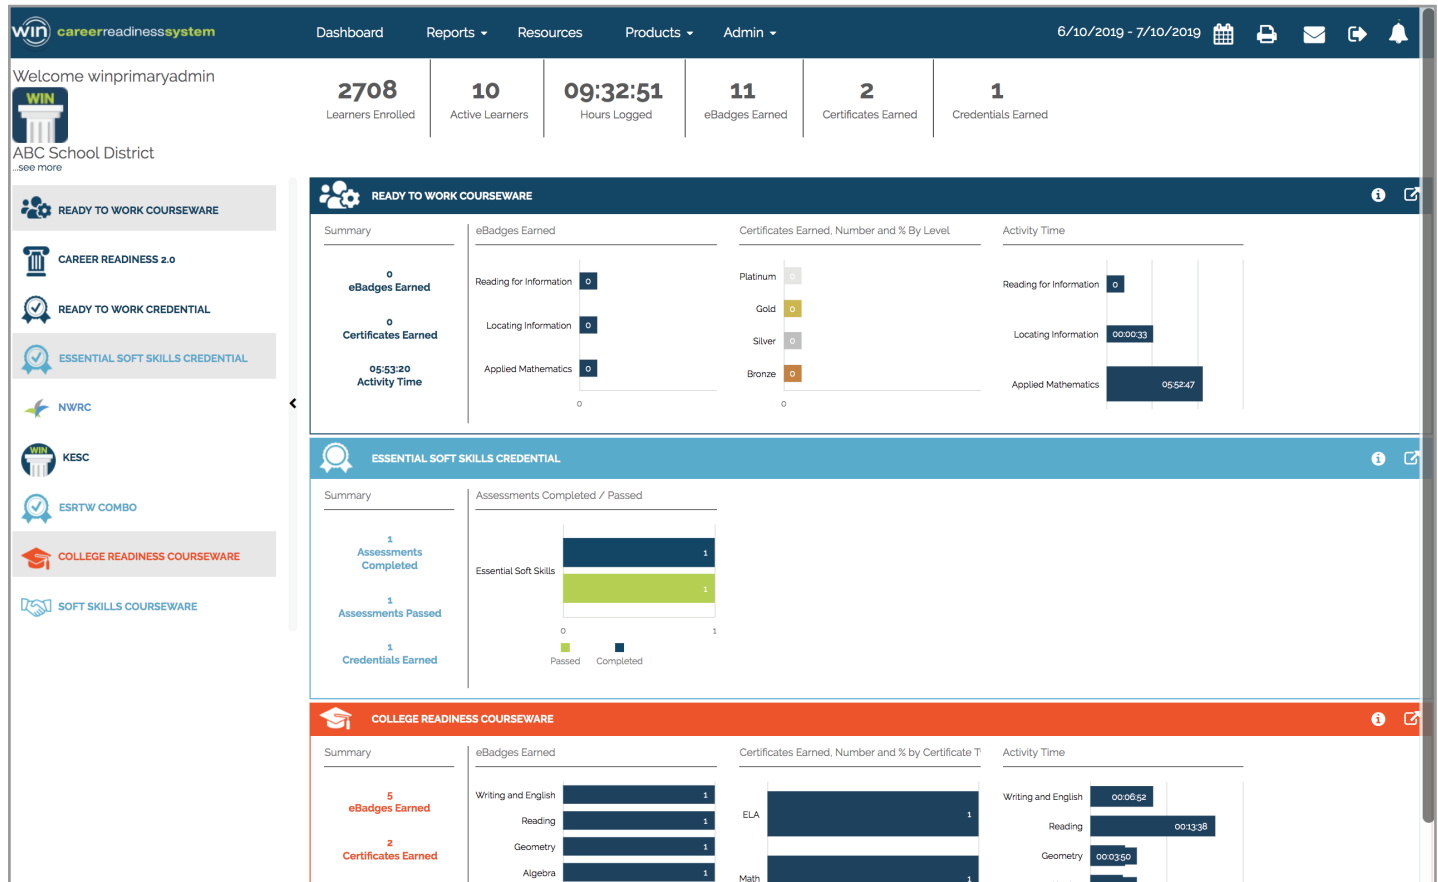 win careerreadinesssystem
Dashboard
Reports
Resources
Products
Admin
6/10/2019 - 7/10/2019
Welcome winprimaryadmin
WIN
ABC School District
...see more
2708
Learners Enrolled
10
Active Learners
09:32:51
Hours Logged
11
eBadges Earned
2
Certificates Earned
1
Credentials Earned
READY TO WORK COURSEWARE
CAREER READINESS 2.0
READY TO WORK CREDENTIAL
ESSENTIAL SOFT SKILLS CREDENTIAL
NWRC
WIN
KESC
ESRTW COMBO
COLLEGE READINESS COURSEWARE
SOFT SKILLS COURSEWARE
READY TO WORK COURSEWARE
Summary
0
eBadges Earned
0
Certificates Earned
05:53:20
Activity Time
eBadges Earned
Reading for Information 0
Locating Information 0
Applied Mathematics 0
0
Certificates Earned, Number and % By Level
Platinum 0
Gold 0
Silver 0
Bronze 0
0
Activity Time
Reading for Information 0
Locating Information 00:00:33
Applied Mathematics 05:52:47
ESSENTIAL SOFT SKILLS CREDENTIAL
Summary
1
Assessments
Completed
1
Assessments Passed
1
Credentials Earned
Assessments Completed / Passed
1
Essential Soft Skills
1
0 1
Passed Completed
COLLEGE READINESS COURSEWARE
Summary
5
eBadges Earned
2
Certificates Earned
eBadges Earned
Writing and English 1
Reading 1
Geometry 1
Algebra 1
Certificates Earned, Number and % by Certificate T
ELA 1
Math 1
Activity Time
Writing and English 00:06:52
Reading 00:13:38
Geometry 00:03:50